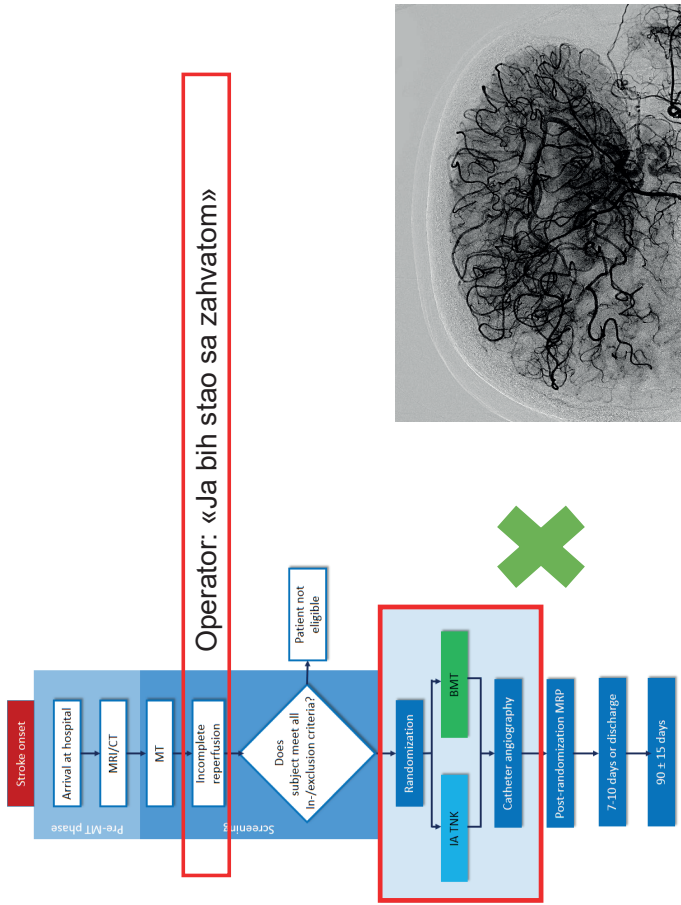 Stroke onset
Pre-MT phase
Arrival at hospital
MRI/CT
Screening
MT
Incomplete
reperfusion
Operator: «Ja bih stao sa zahvatom»
Does
subject meet all
in-/exclusion criteria?
Patient not
eligible
Randomization
IA TNK
BMT
Catheter angiography
Post-randomization MRP
7-10 days or discharge
90 ± 15 days